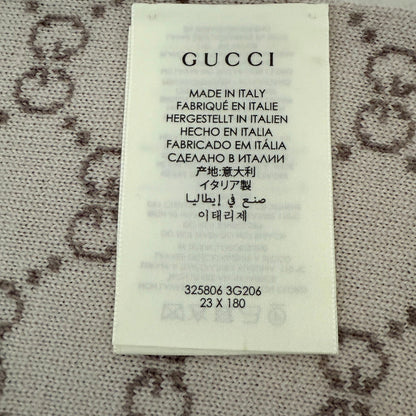 GUCCI
MADE IN ITALY
FABRIQUÉ EN ITALIE
HERGESTELLT IN ITALIEN
HECHO EN ITALIA
FABRICADO EM ITÁLIA
СДЕЛАНО В ИТАЛИИ
产地:意大利
イタリア製
صنع في إيطاليا
이태리제
325806 3G206
23 X 180